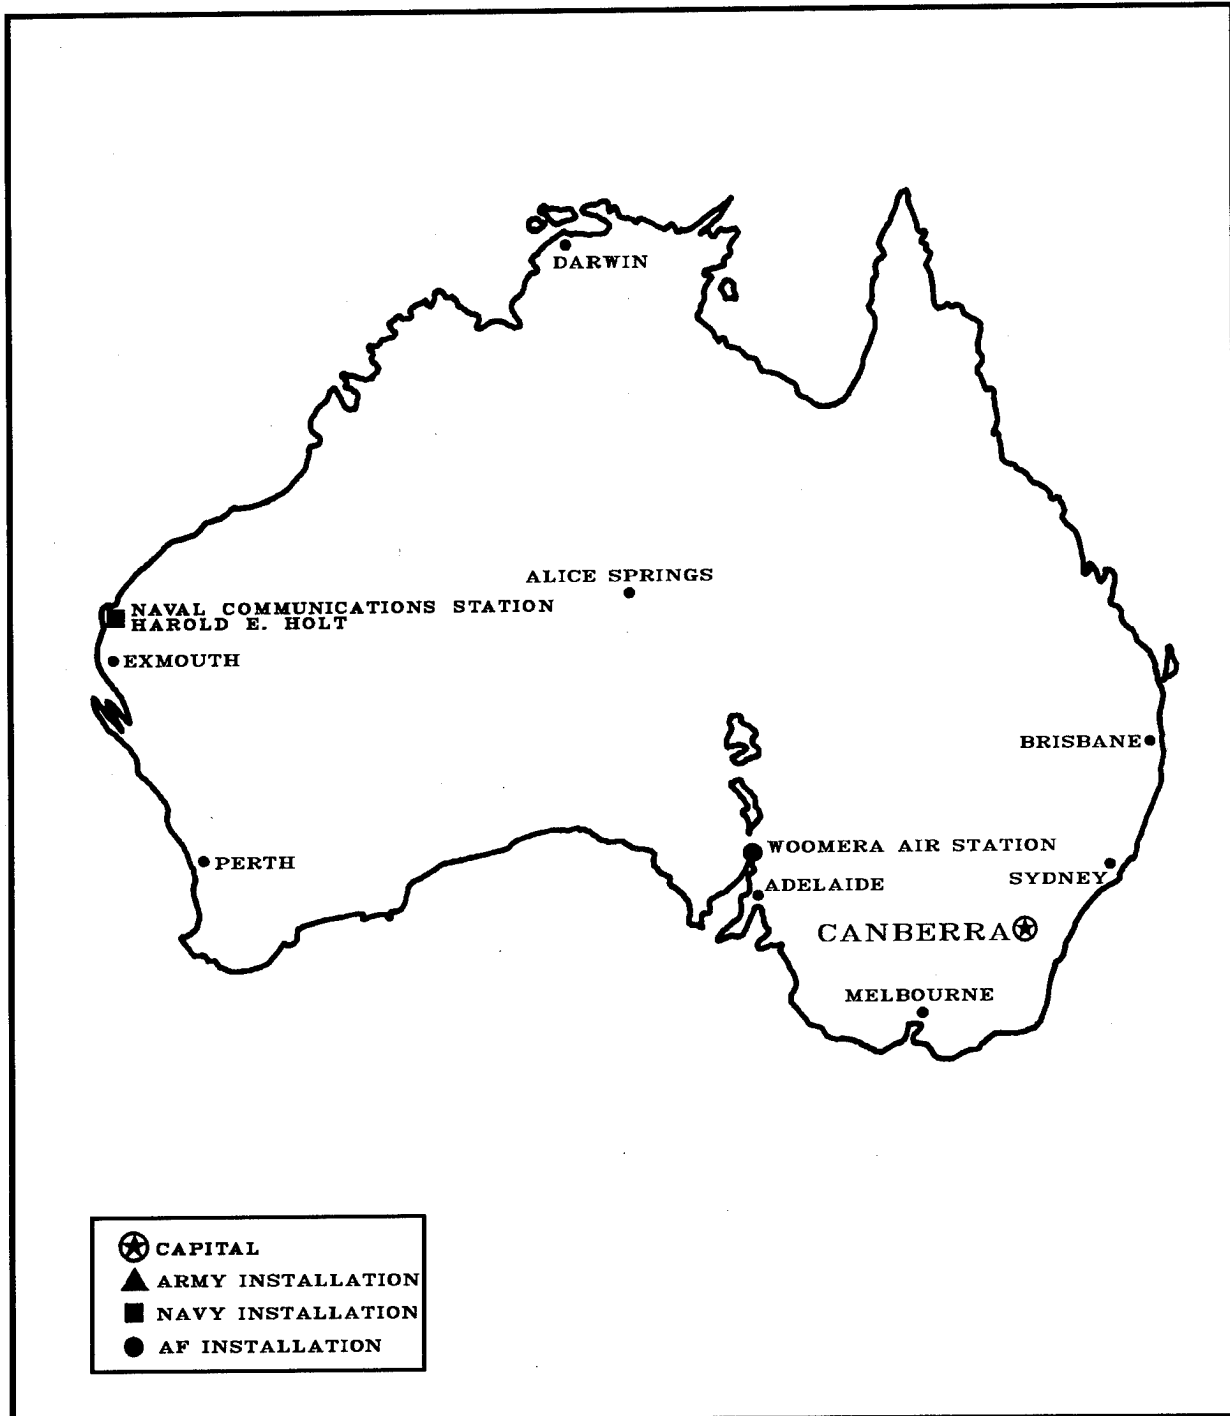 DARWIN
ALICE SPRINGS
NAVAL COMMUNICATIONS STATION
HAROLD E. HOLT
EXMOUTH
BRISBANE
WOOMERA AIR STATION
PERTH
SYDNEY
ADELAIDE
CANBERRA
MELBOURNE
CAPITAL
ARMY INSTALLATION
NAVY INSTALLATION
AF INSTALLATION